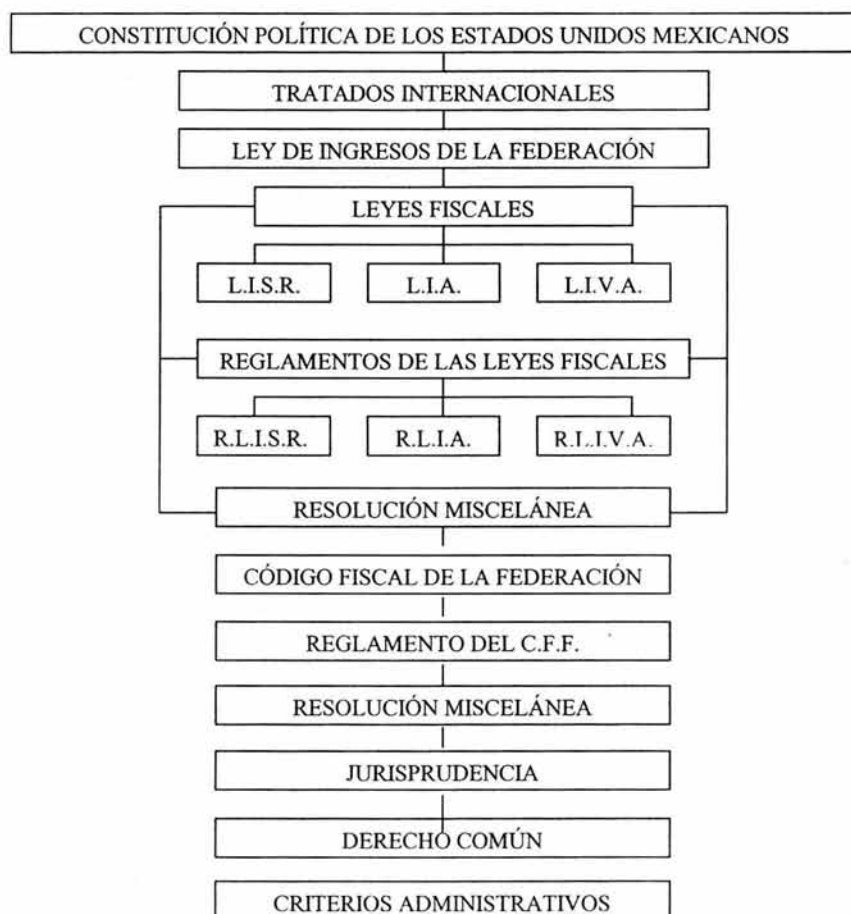 CONSTITUCIÓN POLÍTICA DE LOS ESTADOS UNIDOS MEXICANOS
TRATADOS INTERNACIONALES
LEY DE INGRESOS DE LA FEDERACIÓN
LEYES FISCALES
L.I.S.R. L.I.A. L.I.V.A.
REGLAMENTOS DE LAS LEYES FISCALES
R.L.I.S.R. R.L.I.A. R.L.I.V.A.
RESOLUCIÓN MISCELÁNEA
CÓDIGO FISCAL DE LA FEDERACIÓN
REGLAMENTO DEL C.F.F.
RESOLUCIÓN MISCELÁNEA
JURISPRUDENCIA
DERECHO COMÚN
CRITERIOS ADMINISTRATIVOS